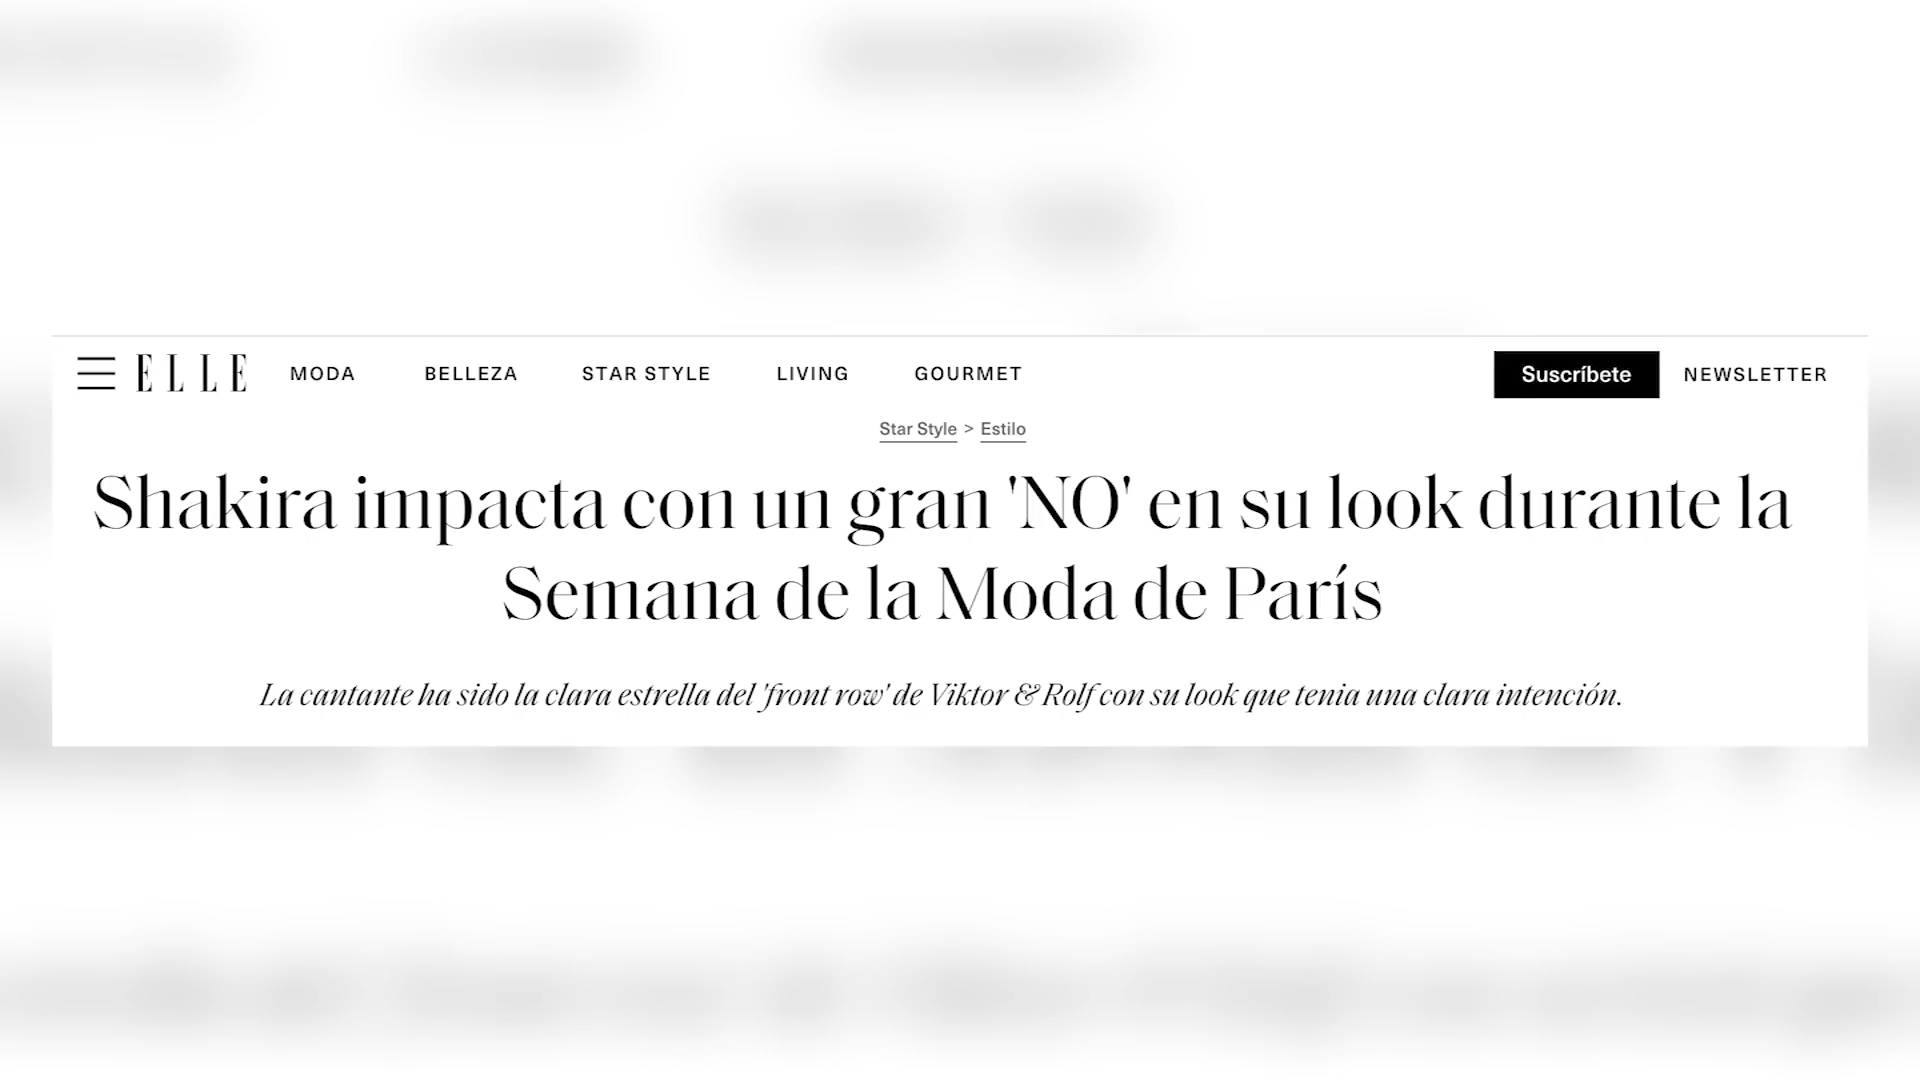 ELLE MODA BELLEZA STAR STYLE LIVING GOURMET Suscríbete NEWSLETTER
Star Style > Estilo
Shakira impacta con un gran 'NO' en su look durante la
Semana de la Moda de París
La cantante ha sido la clara estrella del 'front row' de Viktor & Rolf con su look que tenia una clara intención.